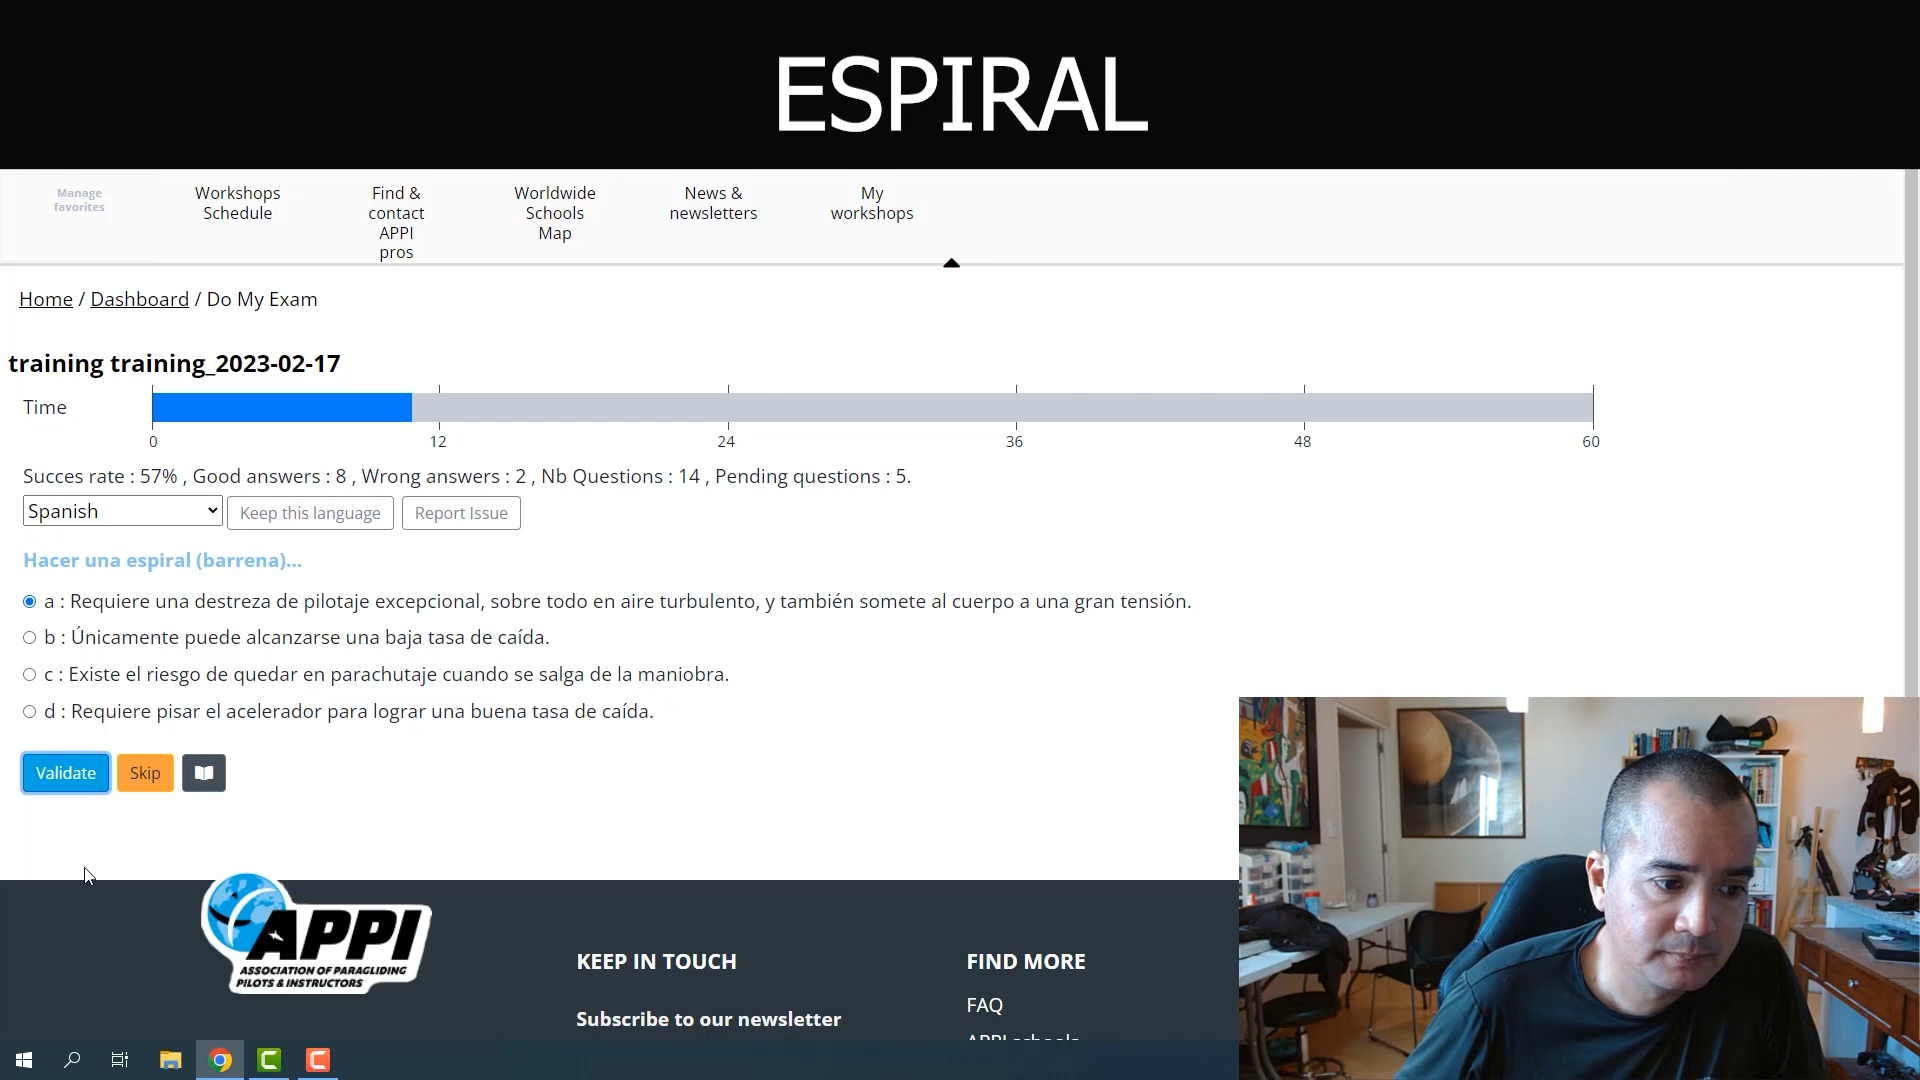 ESPIRAL
Manage
favorites
Workshops
Schedule
Find &
contact
APPI
pros
Worldwide
Schools
Map
News &
newsletters
My
workshops
Home / Dashboard / Do My Exam
training training_2023-02-17
Time
0 12 24 36 48 60
Succes rate : 57% , Good answers : 8 , Wrong answers : 2 , Nb Questions : 14 , Pending questions : 5.
Spanish
Keep this language
Report Issue
Hacer una espiral (barrena)...
a : Requiere una destreza de pilotaje excepcional, sobre todo en aire turbulento, y también somete al cuerpo a una gran tensión.
b : Únicamente puede alcanzarse una baja tasa de caída.
c : Existe el riesgo de quedar en parachutaje cuando se salga de la maniobra.
d : Requiere pisar el acelerador para lograr una buena tasa de caída.
Validate
Skip
APPI
ASSOCIATION OF PARAGLIDING
PILOTS & INSTRUCTORS
KEEP IN TOUCH
Subscribe to our newsletter
FIND MORE
FAQ
APPI schools